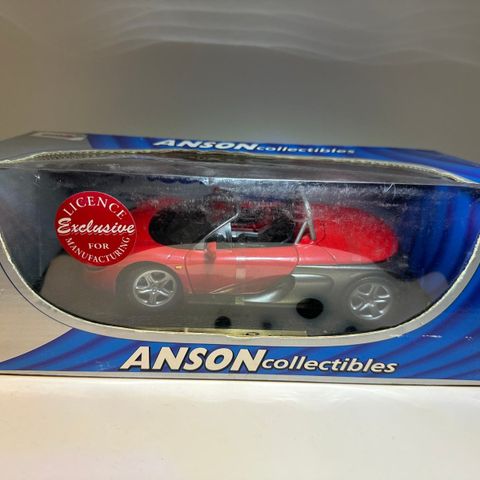 ANSONcollectibles
LICENCE
Exclusive
FOR
MANUFACTURING
ANSONcollectibles